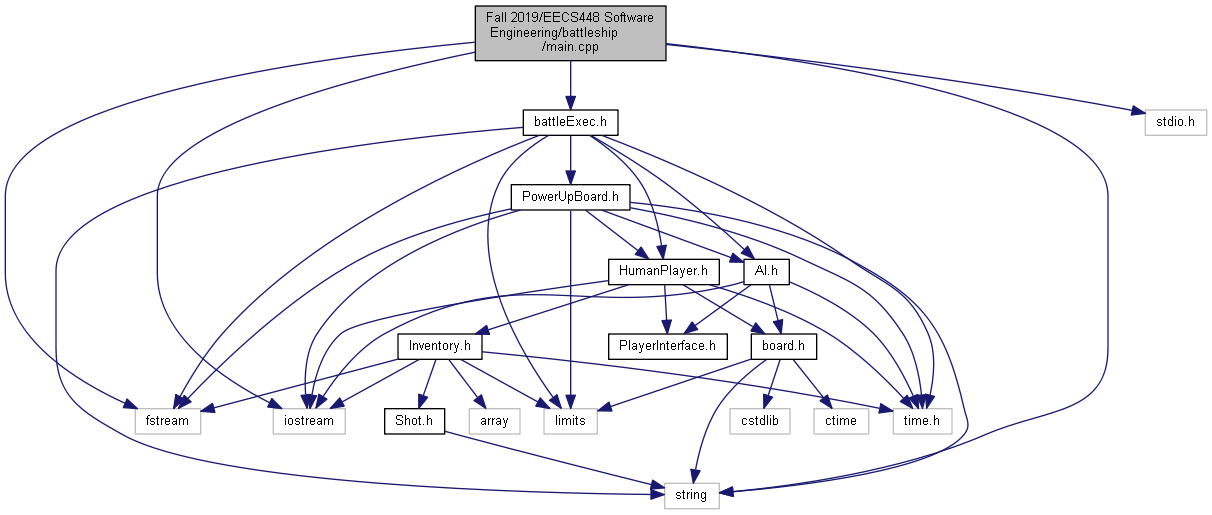 Fall 2019/EECS448 Software
Engineering/battleship
/main.cpp
battleExec.h
stdio.h
PowerUpBoard.h
HumanPlayer.h
AI.h
Inventory.h
PlayerInterface.h
board.h
fstream
iostream
Shot.h
array
limits
cstdlib
ctime
time.h
string